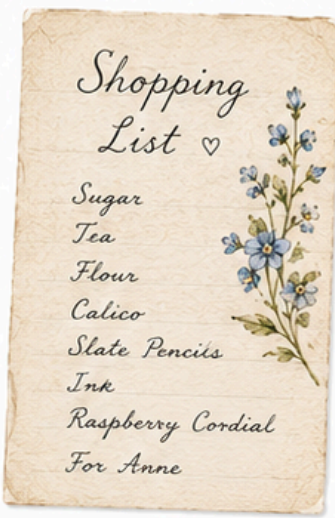 Shopping
List ♡
Sugar
Tea
Flour
Calico
Slate Pencils
Ink
Raspberry Cordial
For Anne